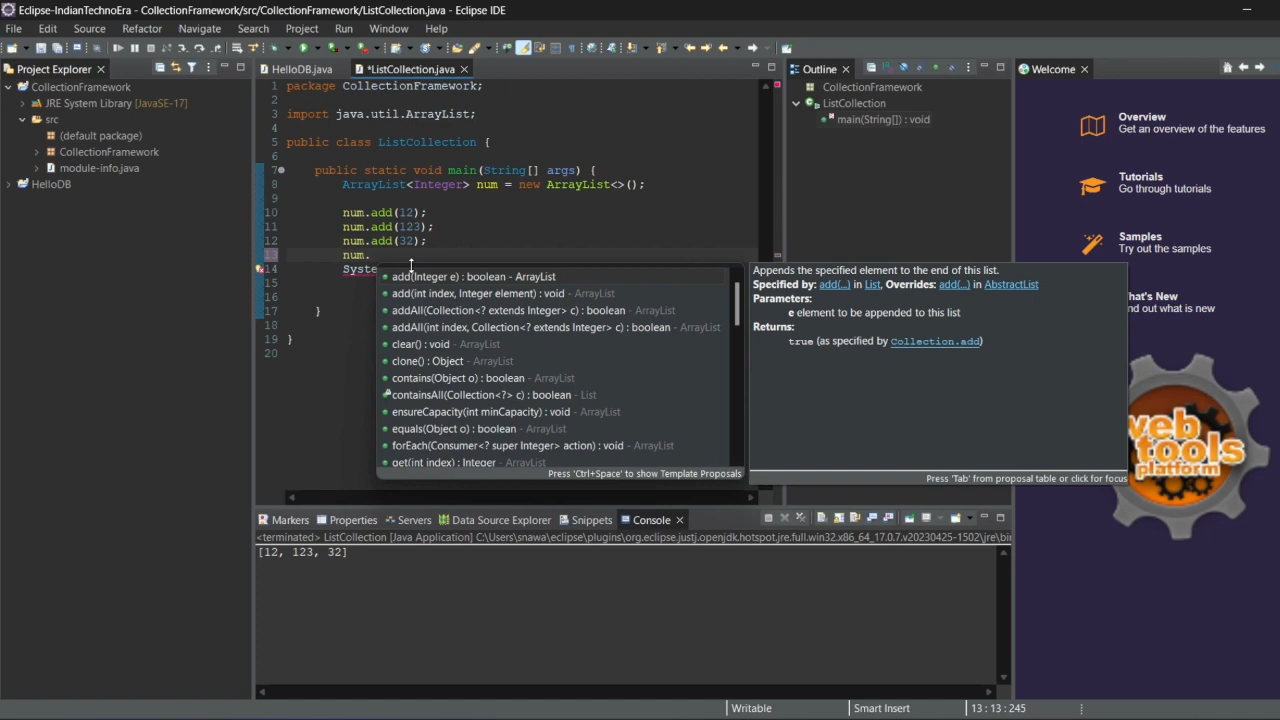 Eclipse-IndianTechnoEra - CollectionFramework/src/CollectionFramework/ListCollection.java - Eclipse IDE
File Edit Source Refactor Navigate Search Project Run Window Help
Project Explorer
CollectionFramework
JRE System Library [JavaSE-17]
src
(default package)
CollectionFramework
module-info.java
HelloDB
HelloDB.java
*ListCollection.java
1 package CollectionFramework;
2
3 import java.util.ArrayList;
4
5 public class ListCollection {
6
7 public static void main(String[] args) {
8 ArrayList<Integer> num = new ArrayList<>();
9
10 num.add(12);
11 num.add(123);
12 num.add(32);
13 num.
14 Syste
15
16
17 }
18
19 }
20
add(Integer e) : boolean - ArrayList
add(int index, Integer element) : void - ArrayList
addAll(Collection<? extends Integer> c) : boolean - ArrayList
addAll(int index, Collection<? extends Integer> c) : boolean - ArrayList
clear() : void - ArrayList
clone() : Object - ArrayList
contains(Object o) : boolean - ArrayList
containsAll(Collection<?> c) : boolean - List
ensureCapacity(int minCapacity) : void - ArrayList
equals(Object o) : boolean - ArrayList
forEach(Consumer<? super Integer> action) : void - ArrayList
get(int index) : Integer - ArrayList
Press 'Ctrl+Space' to show Template Proposals
Appends the specified element to the end of this list.
Specified by: add(...) in List, Overrides: add(...) in AbstractList
Parameters:
e element to be appended to this list
Returns:
true (as specified by Collection.add)
Press 'Tab' from proposal table or click for focus
Outline
CollectionFramework
ListCollection
main(String[]) : void
Welcome
Overview
Get an overview of the features
Tutorials
Go through tutorials
Samples
Try out the samples
What's New
Find out what is new
web
tools
platform
Markers Properties Servers Data Source Explorer Snippets Console
<terminated> ListCollection [Java Application] C:\Users\snawa\eclipse\plugins\org.eclipse.justj.openjdk.hotspot.jre.full.win32.x86_64_17.0.7.v20230425-1502\jre\bin
[12, 123, 32]
Writable
Smart Insert
13 : 13 : 245